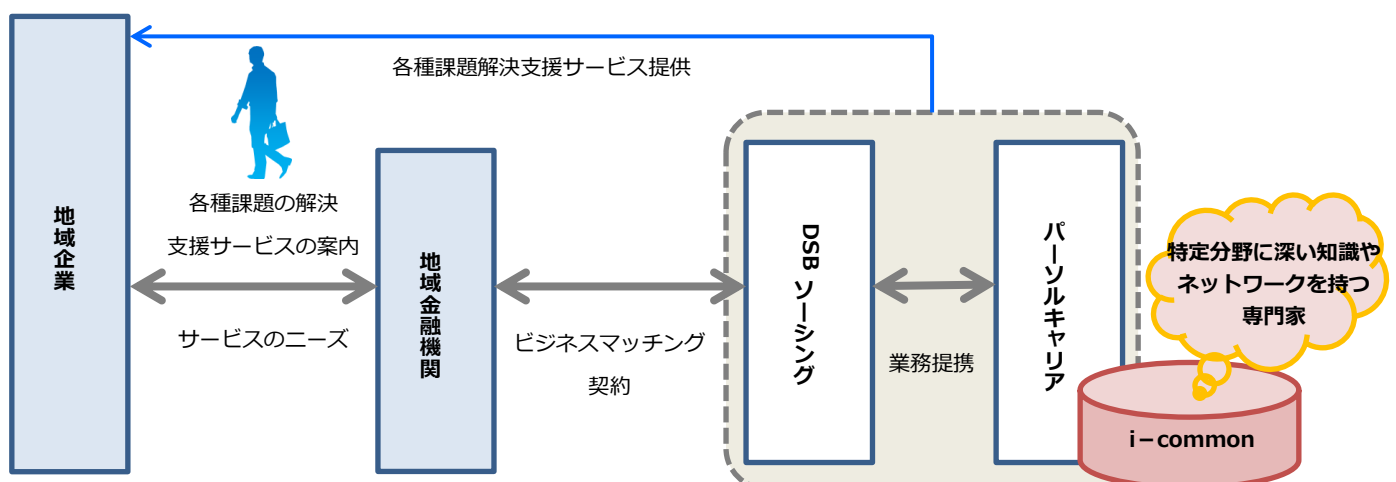 各種課題解決支援サービス提供
地域企業
各種課題の解決
支援サービスの案内
サービスのニーズ
地域金融機関
ビジネスマッチング
契約
DSB ソーシング
業務提携
パーソルキャリア
特定分野に深い知識や
ネットワークを持つ
専門家
i－common